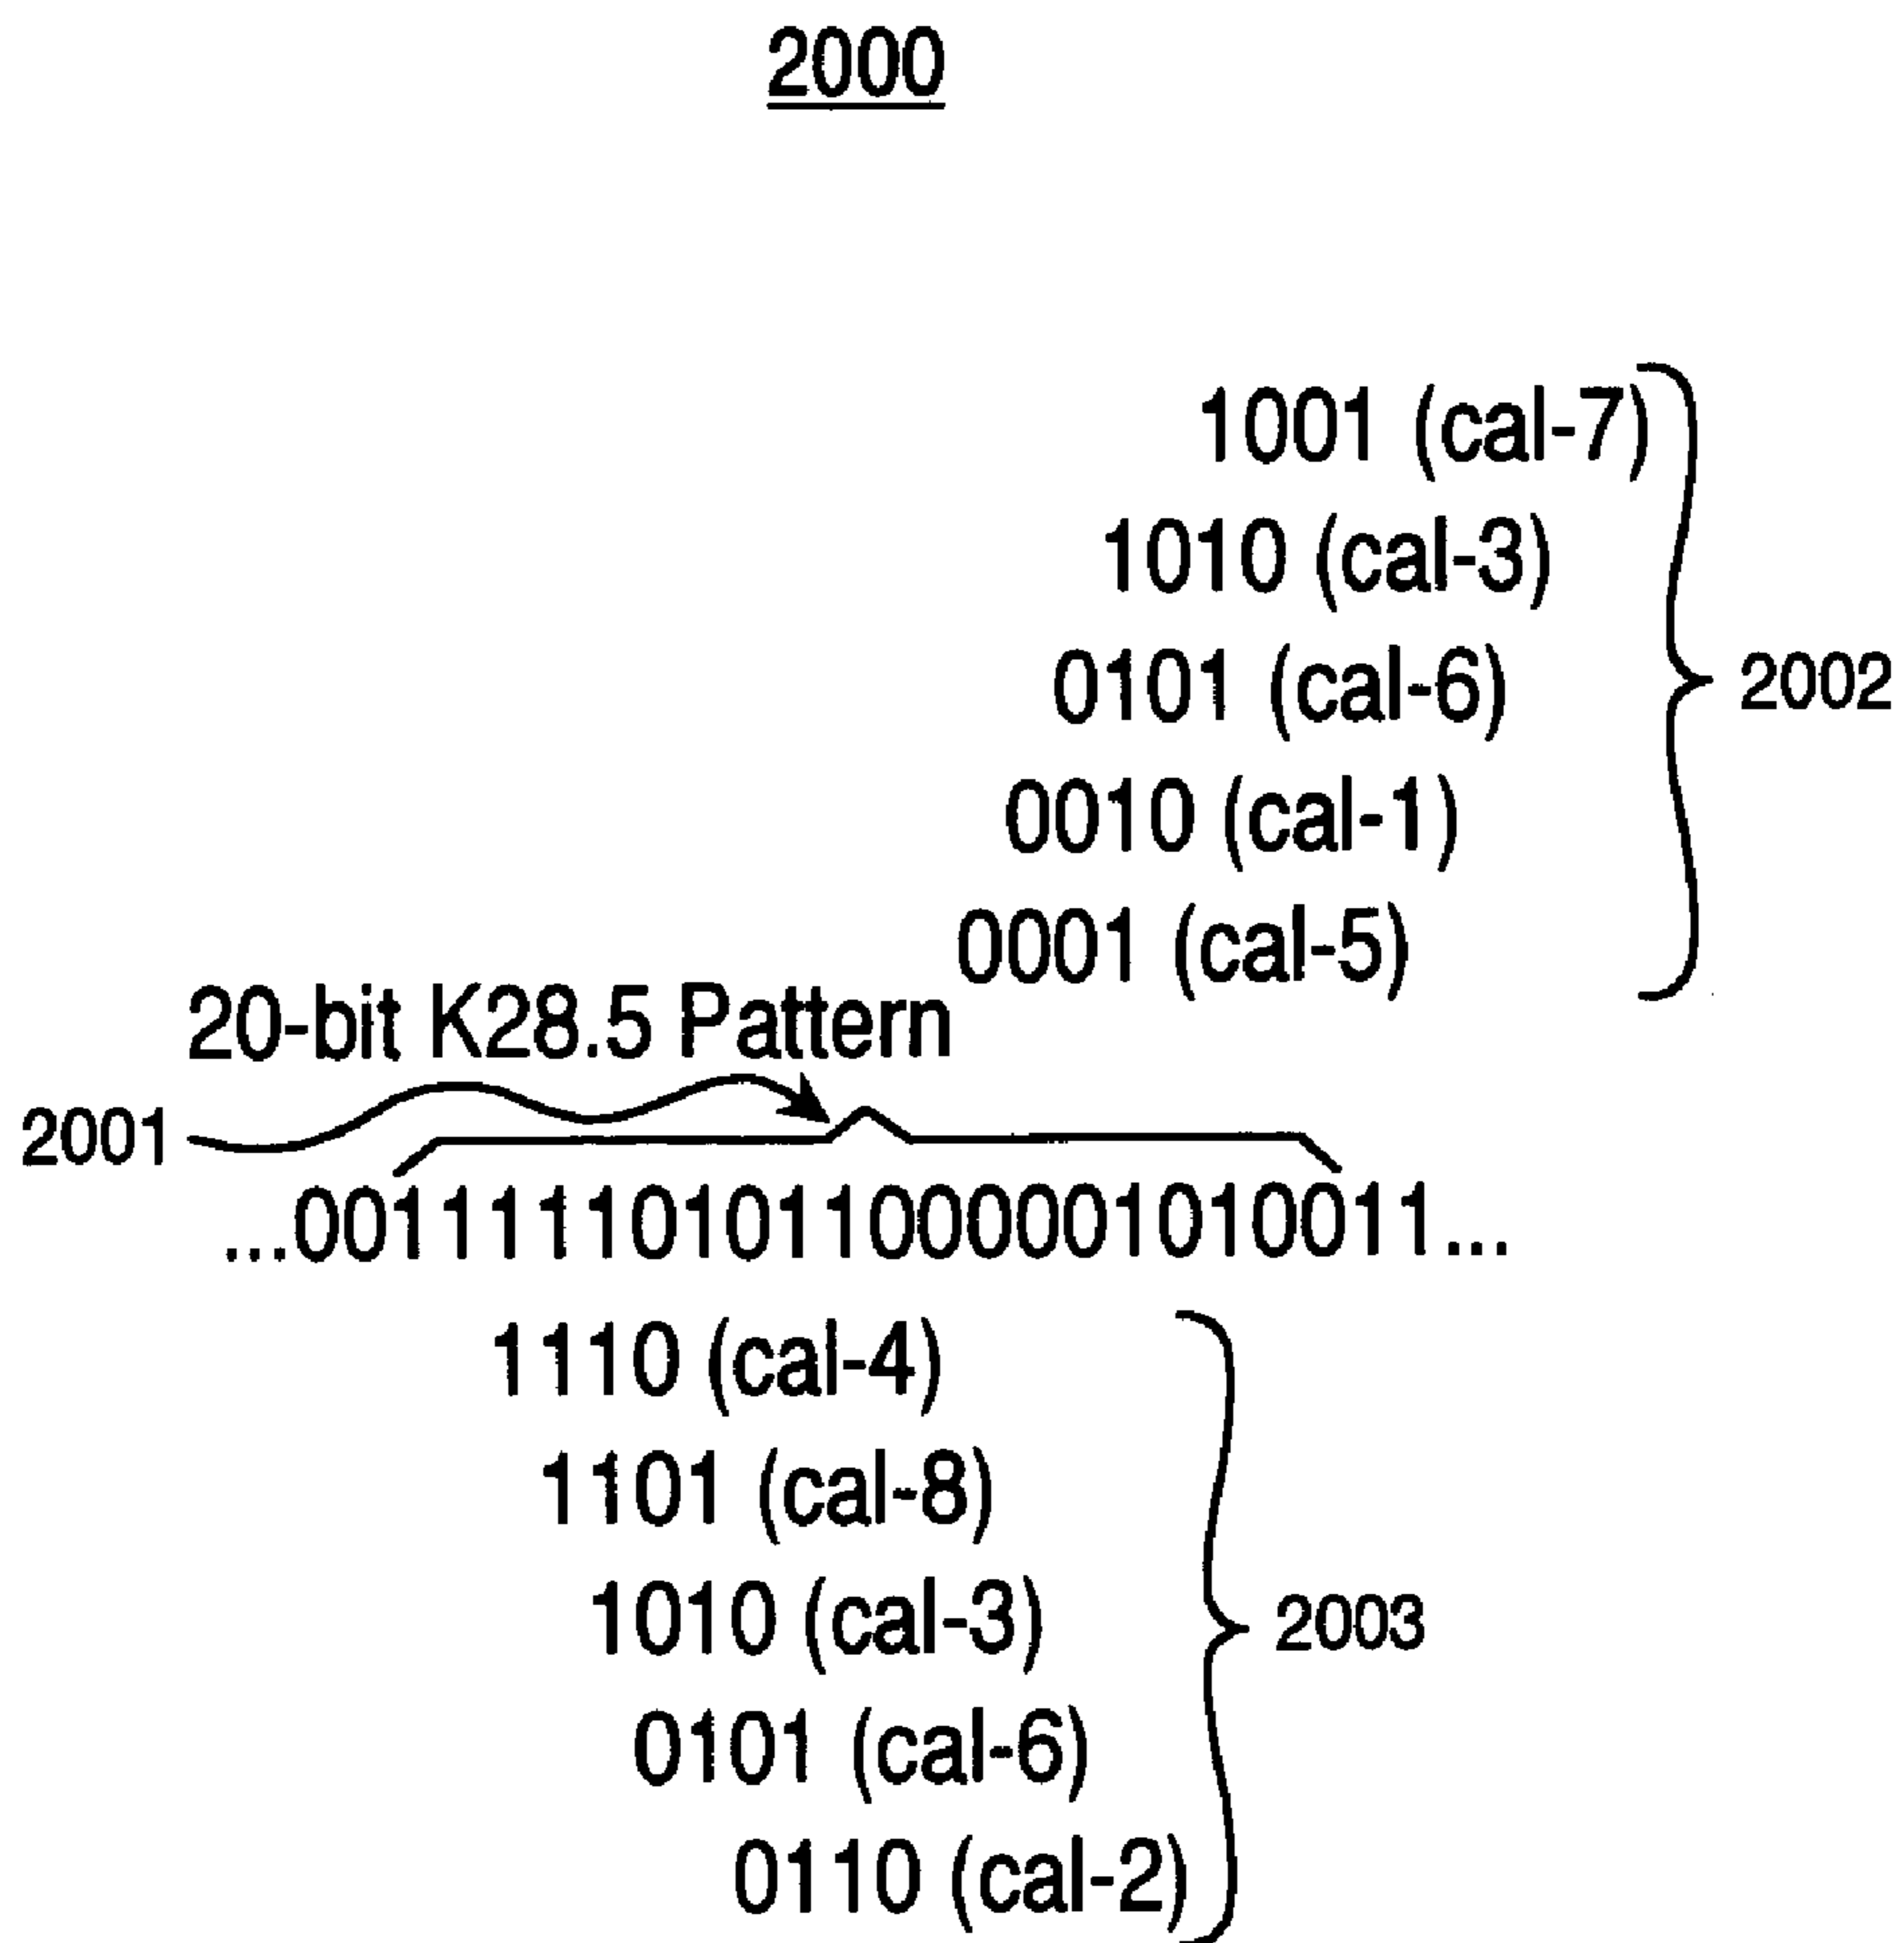 2000
1001 (cal-7)
1010 (cal-3)
0101 (cal-6)
2002
0010 (cal-1)
0001 (cal-5)
20-bit K28.5 Pattern
2001
...001111101011000001010011...
1110 (cal-4)
1101 (cal-8)
1010 (cal-3)
2003
0101 (cal-6)
0110 (cal-2)